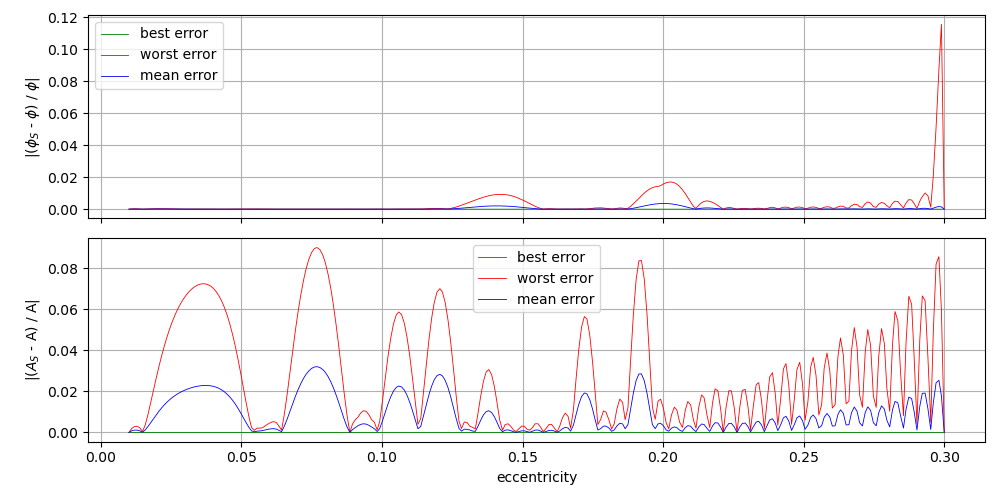 |(ϕ_S - ϕ) / ϕ|
0.12
0.10
0.08
0.06
0.04
0.02
0.00
best error
worst error
mean error
|(A_S - A) / A|
0.08
0.06
0.04
0.02
0.00
best error
worst error
mean error
0.00 0.05 0.10 0.15 0.20 0.25 0.30
eccentricity